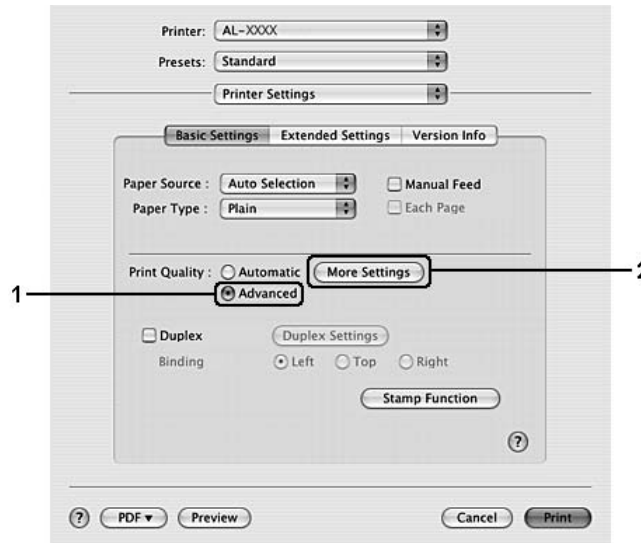 Printer: AL-XXXX
Presets: Standard
Printer Settings
Basic Settings Extended Settings Version Info
Paper Source : Auto Selection Manual Feed
Paper Type : Plain Each Page
Print Quality : Automatic More Settings 2
1 Advanced
Duplex Duplex Settings
Binding Left Top Right
Stamp Function
?
? PDF ▼ Preview Cancel Print